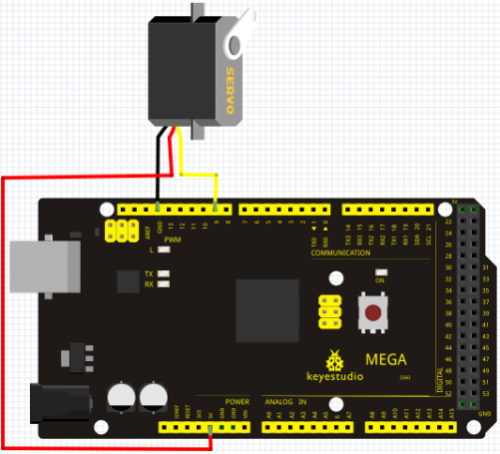 SERVO
5V
AREF
GND
13
12
11
10
9
8
7
6
5
4
3
2
1
0
TX0
RX0
TX3 14
RX3 15
TX2 16
RX2 17
TX1 18
RX1 19
SDA 20
SCL 21
PWM
L
COMMUNICATION
TX
RX
ON
22
24
26
28
30
32
34
36
38
40
42
44
46
48
50
52
31
33
35
37
39
41
43
45
47
49
51
53
MEGA
keyestudio
DIGITAL
GND
POWER
ANALOG IN
IOREF
RESET
3V3
5V
GND
GND
VIN
A0
A1
A2
A3
A4
A5
A6
A7
A8
A9
A10
A11
A12
A13
A14
A15